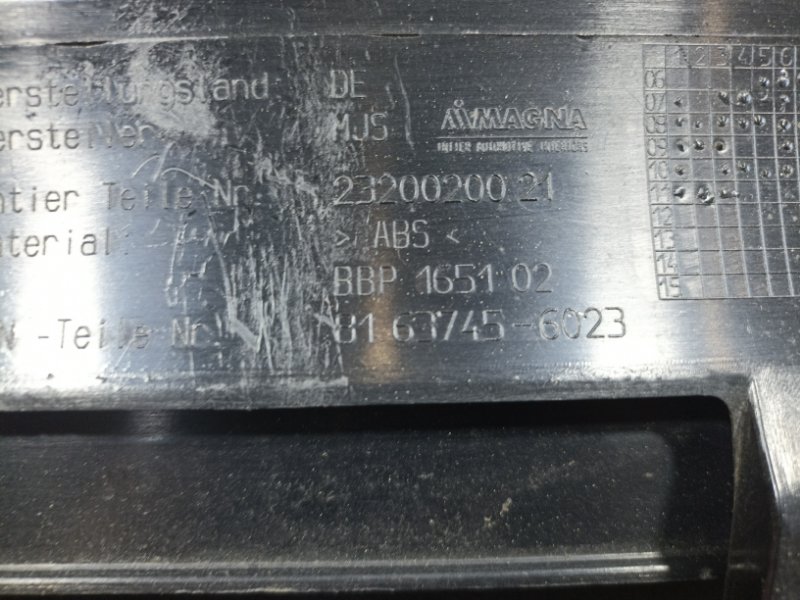 erstellungsland: DE
ersteller: MJS
MAGNA
INTIER AUTOMOTIVE INTERIORS
ntier Teile Nr. 23200200 21
aterial: > ABS <
BBP 1651 02
-Teile Nr. 81 63745-6023
1 2 3 4 5 6
06
07
08
09
10
11
12
13
14
15